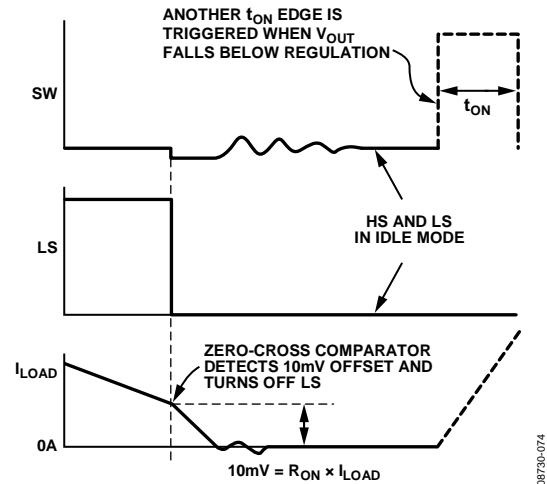 ANOTHER tON EDGE IS
TRIGGERED WHEN VOUT
FALLS BELOW REGULATION
SW
tON
HS AND LS
IN IDLE MODE
LS
ZERO-CROSS COMPARATOR
DETECTS 10mV OFFSET AND
TURNS OFF LS
ILOAD
0A
10mV = RON × ILOAD
08730-074